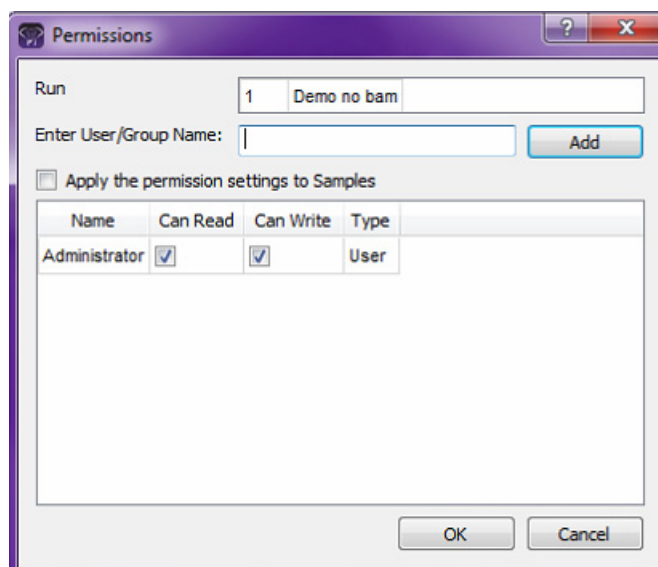 Permissions
Run 1 Demo no bam
Enter User/Group Name: Add
Apply the permission settings to Samples
Name Can Read Can Write Type
Administrator User
OK Cancel